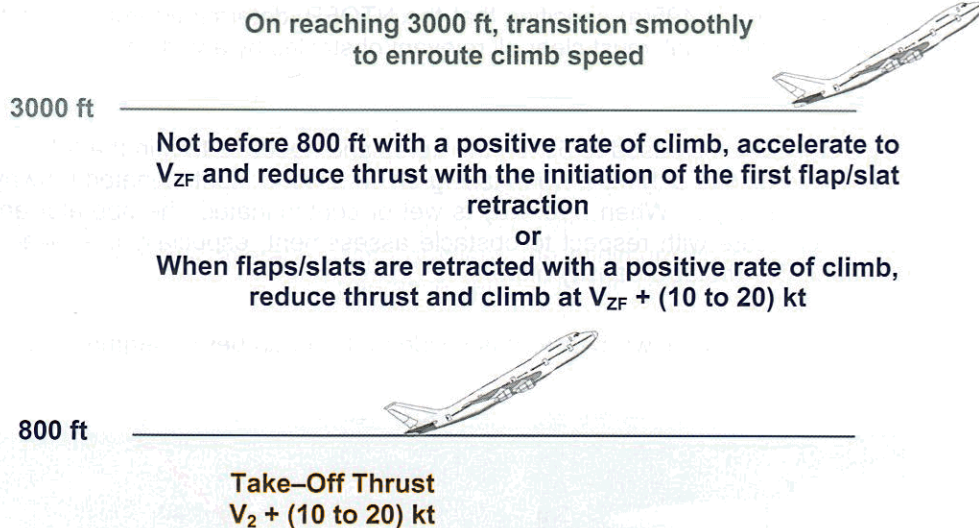 On reaching 3000 ft, transition smoothly
to enroute climb speed
3000 ft
Not before 800 ft with a positive rate of climb, accelerate to
V_ZF and reduce thrust with the initiation of the first flap/slat
retraction
or
When flaps/slats are retracted with a positive rate of climb,
reduce thrust and climb at V_ZF + (10 to 20) kt
800 ft
Take–Off Thrust
V_2 + (10 to 20) kt